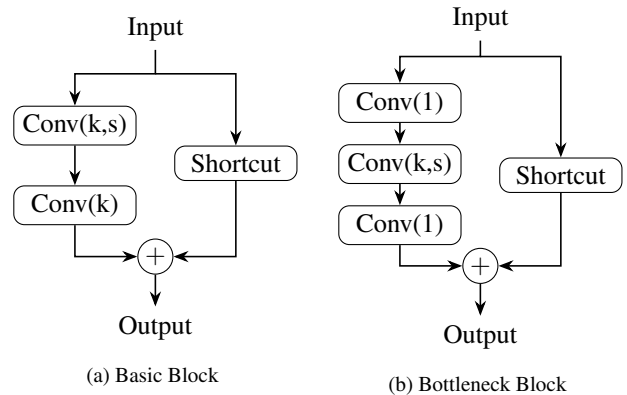 Input
Conv(k,s)
Shortcut
Conv(k)
+
Output
(a) Basic Block
Input
Conv(1)
Conv(k,s)
Shortcut
Conv(1)
+
Output
(b) Bottleneck Block